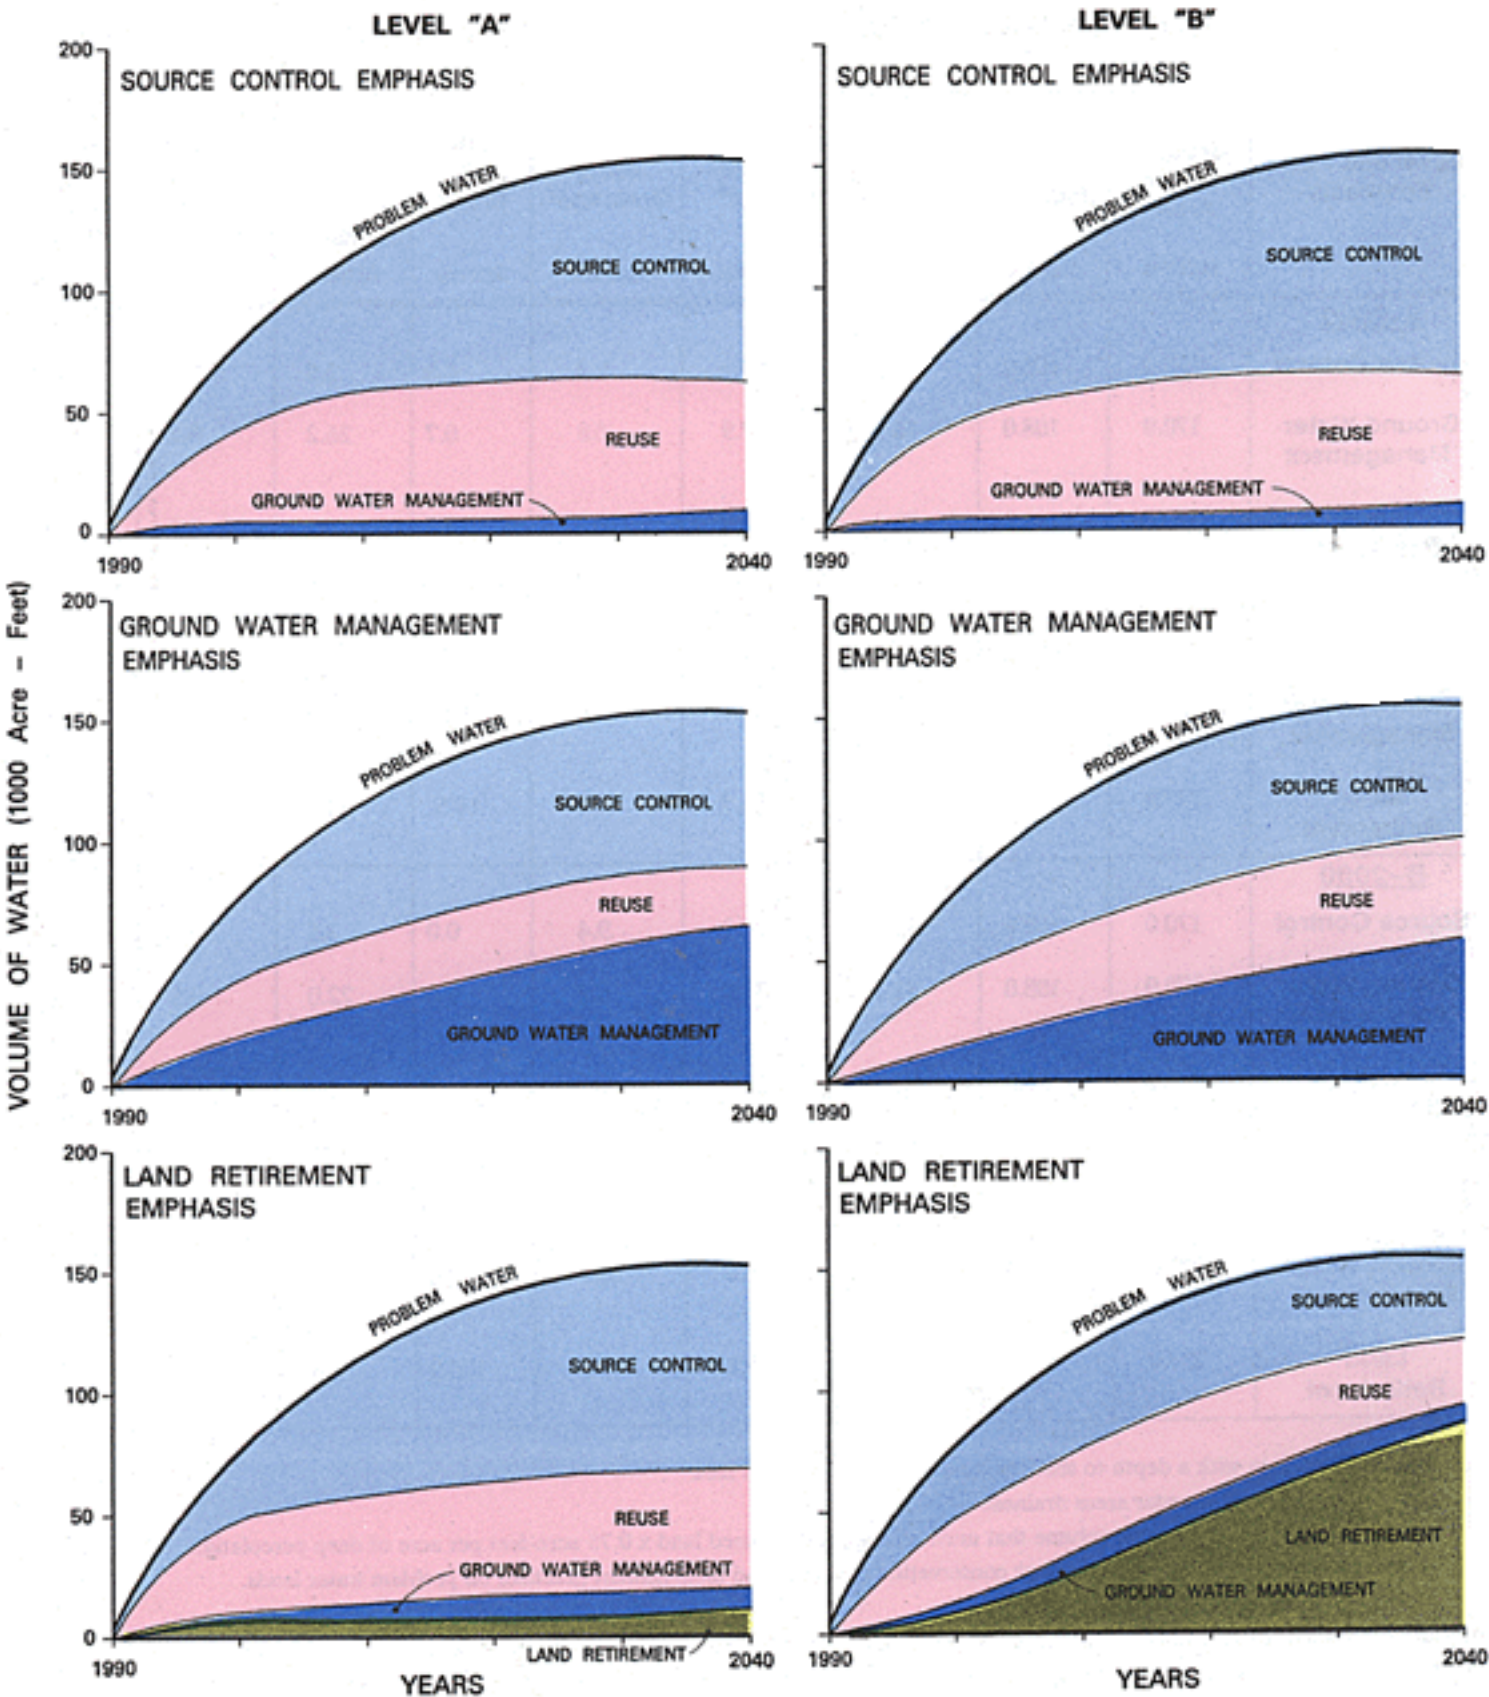 LEVEL "A"
LEVEL "B"
200
SOURCE CONTROL EMPHASIS
PROBLEM WATER
150
SOURCE CONTROL
100
50
REUSE
GROUND WATER MANAGEMENT
0
1990
2040
SOURCE CONTROL EMPHASIS
PROBLEM WATER
SOURCE CONTROL
REUSE
GROUND WATER MANAGEMENT
1990
2040
VOLUME OF WATER (1000 Acre - Feet)
200
GROUND WATER MANAGEMENT
EMPHASIS
PROBLEM WATER
150
SOURCE CONTROL
100
REUSE
50
GROUND WATER MANAGEMENT
0
1990
2040
GROUND WATER MANAGEMENT
EMPHASIS
PROBLEM WATER
SOURCE CONTROL
REUSE
GROUND WATER MANAGEMENT
1990
2040
200
LAND RETIREMENT
EMPHASIS
PROBLEM WATER
150
SOURCE CONTROL
100
50
REUSE
GROUND WATER MANAGEMENT
0
LAND RETIREMENT
1990
2040
YEARS
LAND RETIREMENT
EMPHASIS
PROBLEM WATER
SOURCE CONTROL
REUSE
LAND RETIREMENT
GROUND WATER MANAGEMENT
1990
2040
YEARS